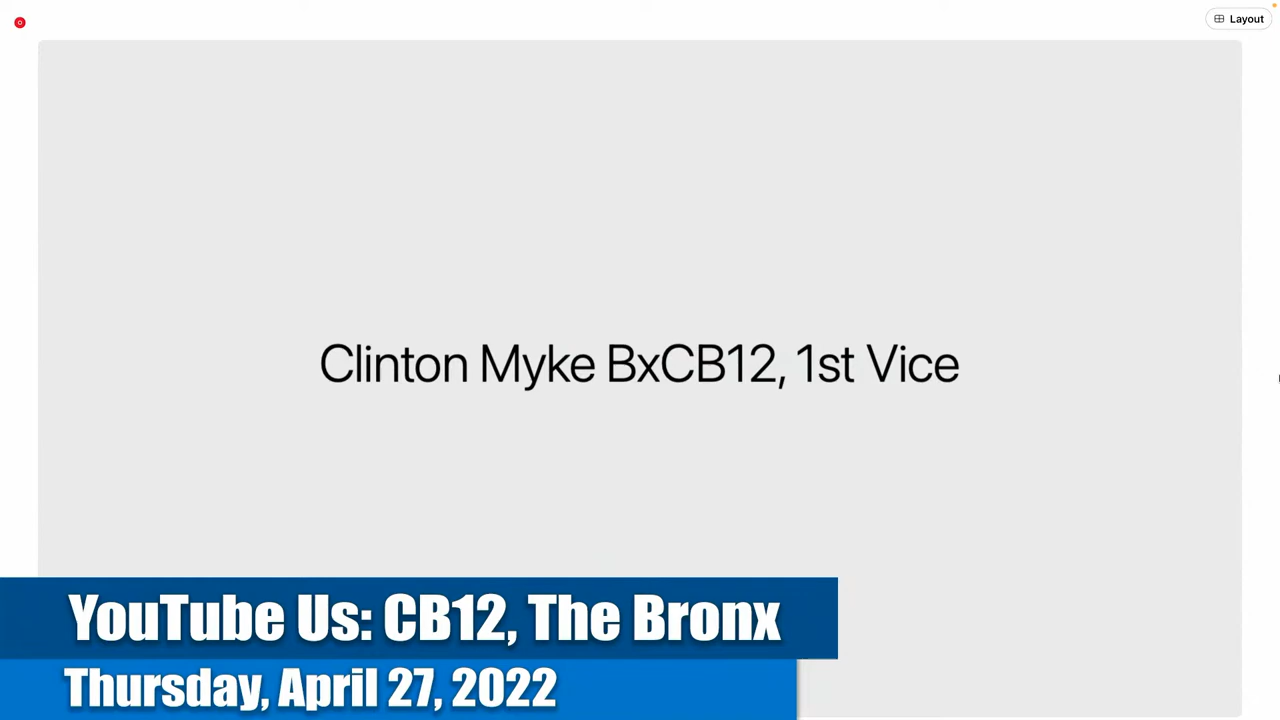 Layout
Clinton Myke BxCB12, 1st Vice
YouTube Us: CB12, The Bronx
Thursday, April 27, 2022